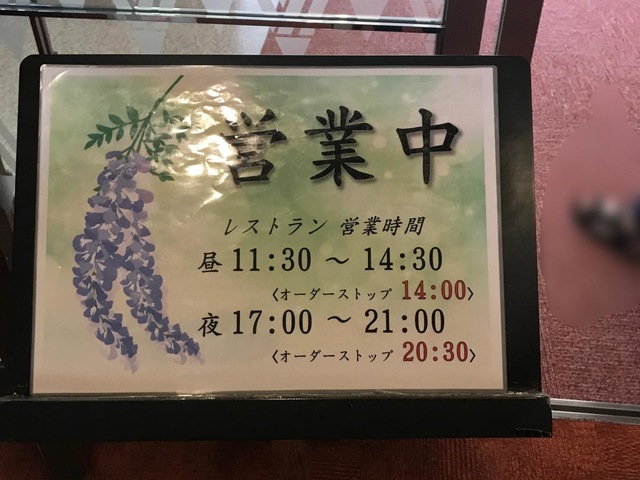 営業中
レストラン 営業時間
昼 11:30 〜 14:30
〈オーダーストップ 14:00〉
夜 17:00 〜 21:00
〈オーダーストップ 20:30〉